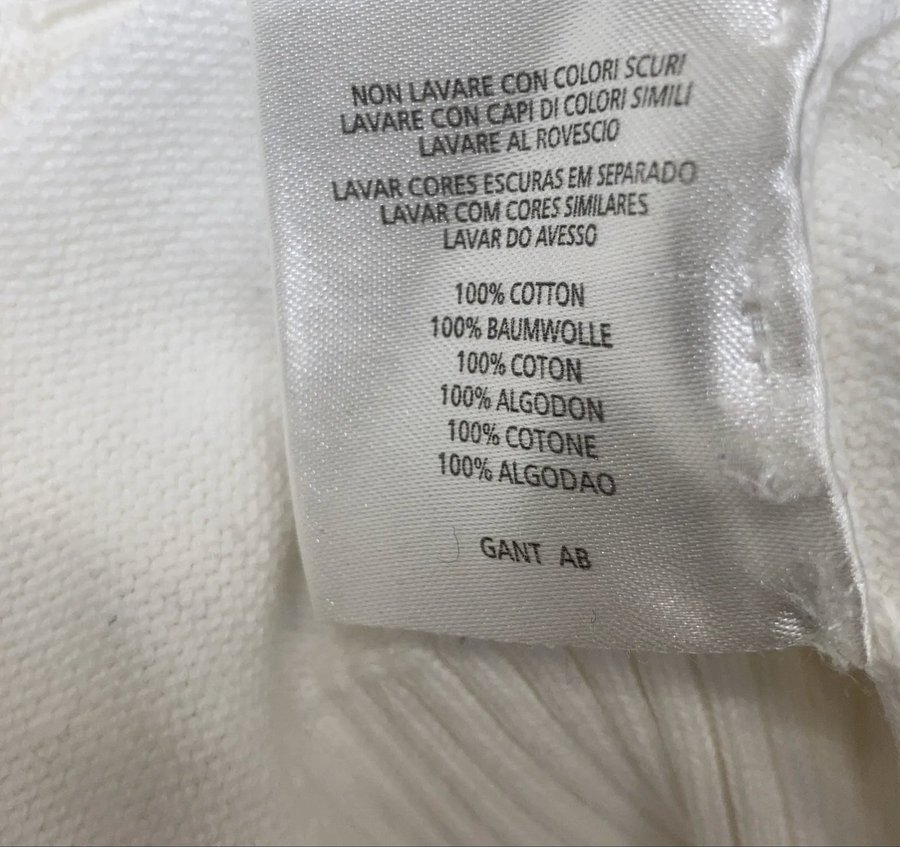 NON LAVARE CON COLORI SCURI
LAVARE CON CAPI DI COLORI SIMILI
LAVARE AL ROVESCIO
LAVAR CORES ESCURAS EM SEPARADO
LAVAR COM CORES SIMILARES
LAVAR DO AVESSO
100% COTTON
100% BAUMWOLLE
100% COTON
100% ALGODON
100% COTONE
100% ALGODAO
GANT AB